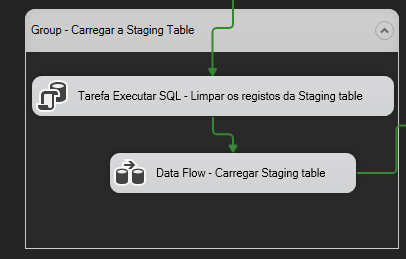 Group - Carregar a Staging Table
Tarefa Executar SQL - Limpar os registos da Staging table
Data Flow - Carregar Staging table